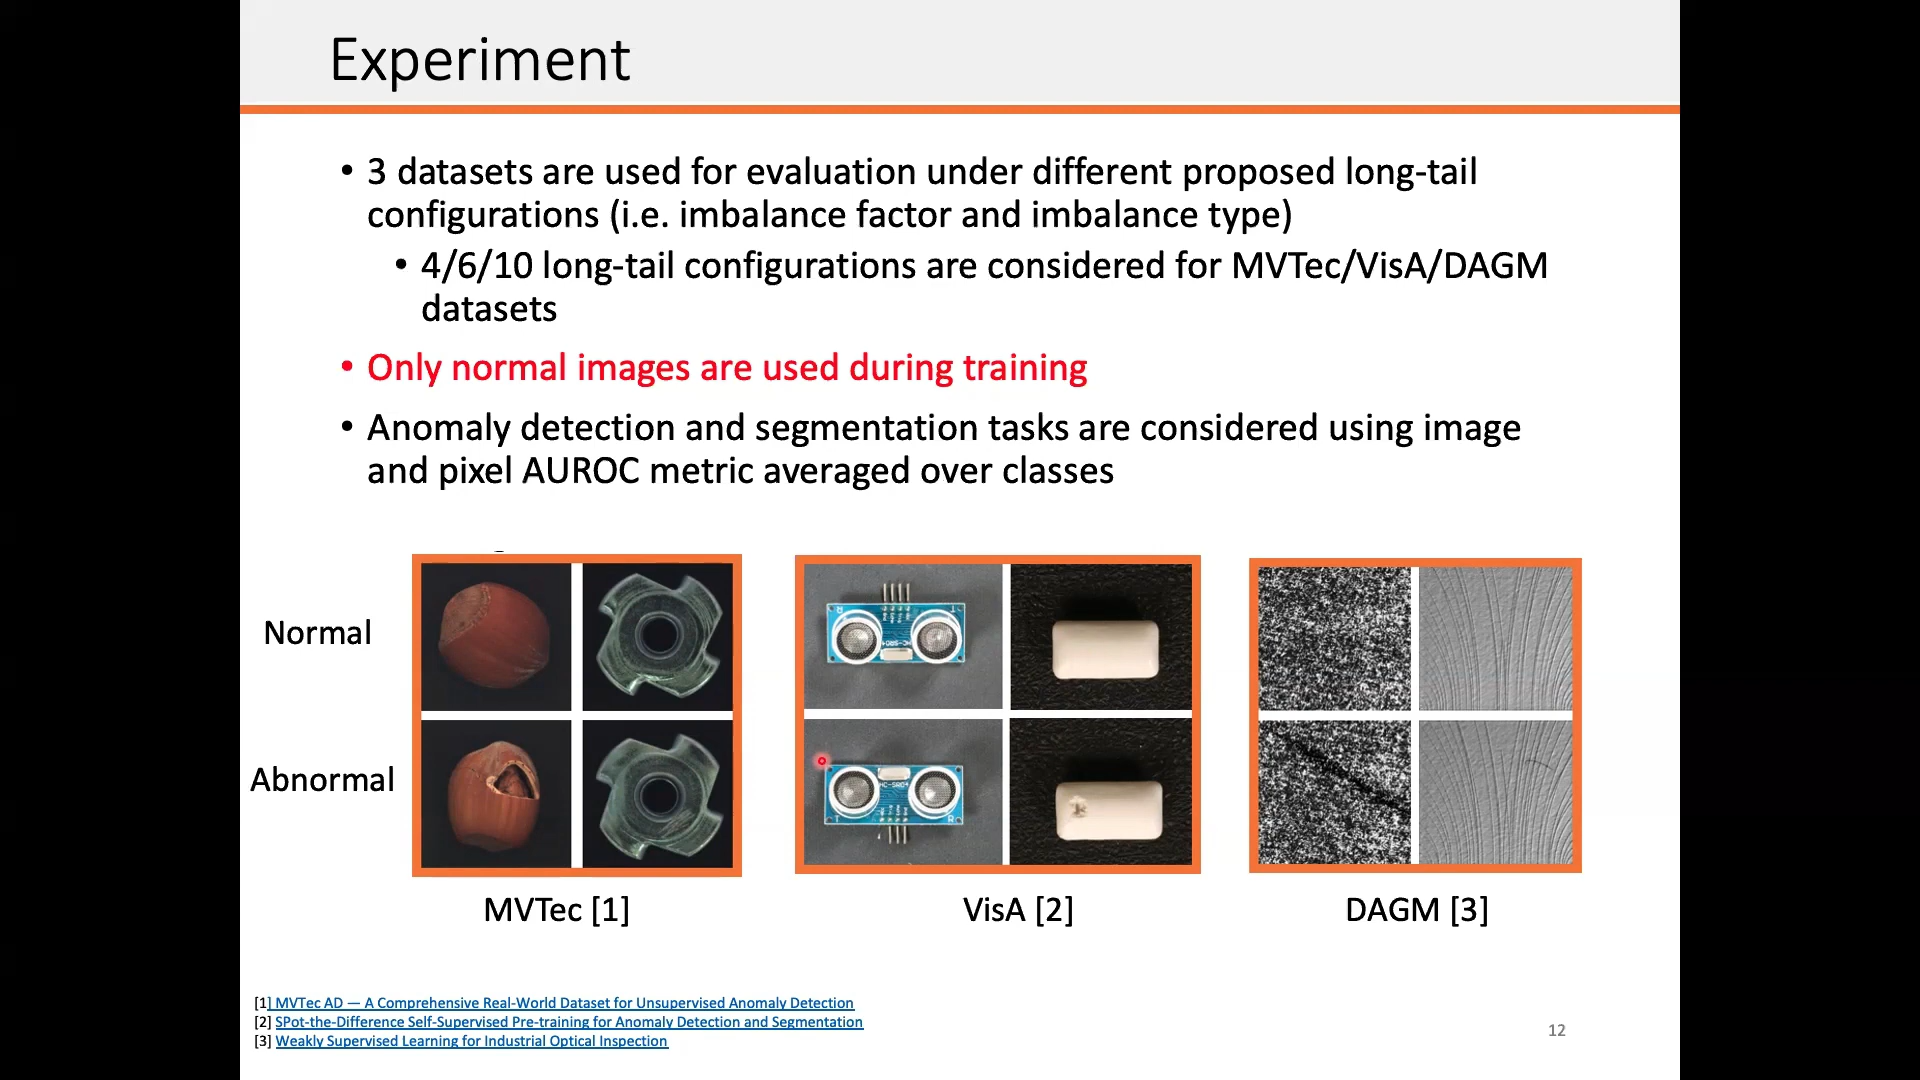 Experiment
• 3 datasets are used for evaluation under different proposed long-tail
configurations (i.e. imbalance factor and imbalance type)
• 4/6/10 long-tail configurations are considered for MVTec/VisA/DAGM
datasets
• Only normal images are used during training
• Anomaly detection and segmentation tasks are considered using image
and pixel AUROC metric averaged over classes
Normal
Abnormal
MVTec [1]
VisA [2]
DAGM [3]
[1] MVTec AD — A Comprehensive Real-World Dataset for Unsupervised Anomaly Detection
[2] SPot-the-Difference Self-Supervised Pre-training for Anomaly Detection and Segmentation
[3] Weakly Supervised Learning for Industrial Optical Inspection
12